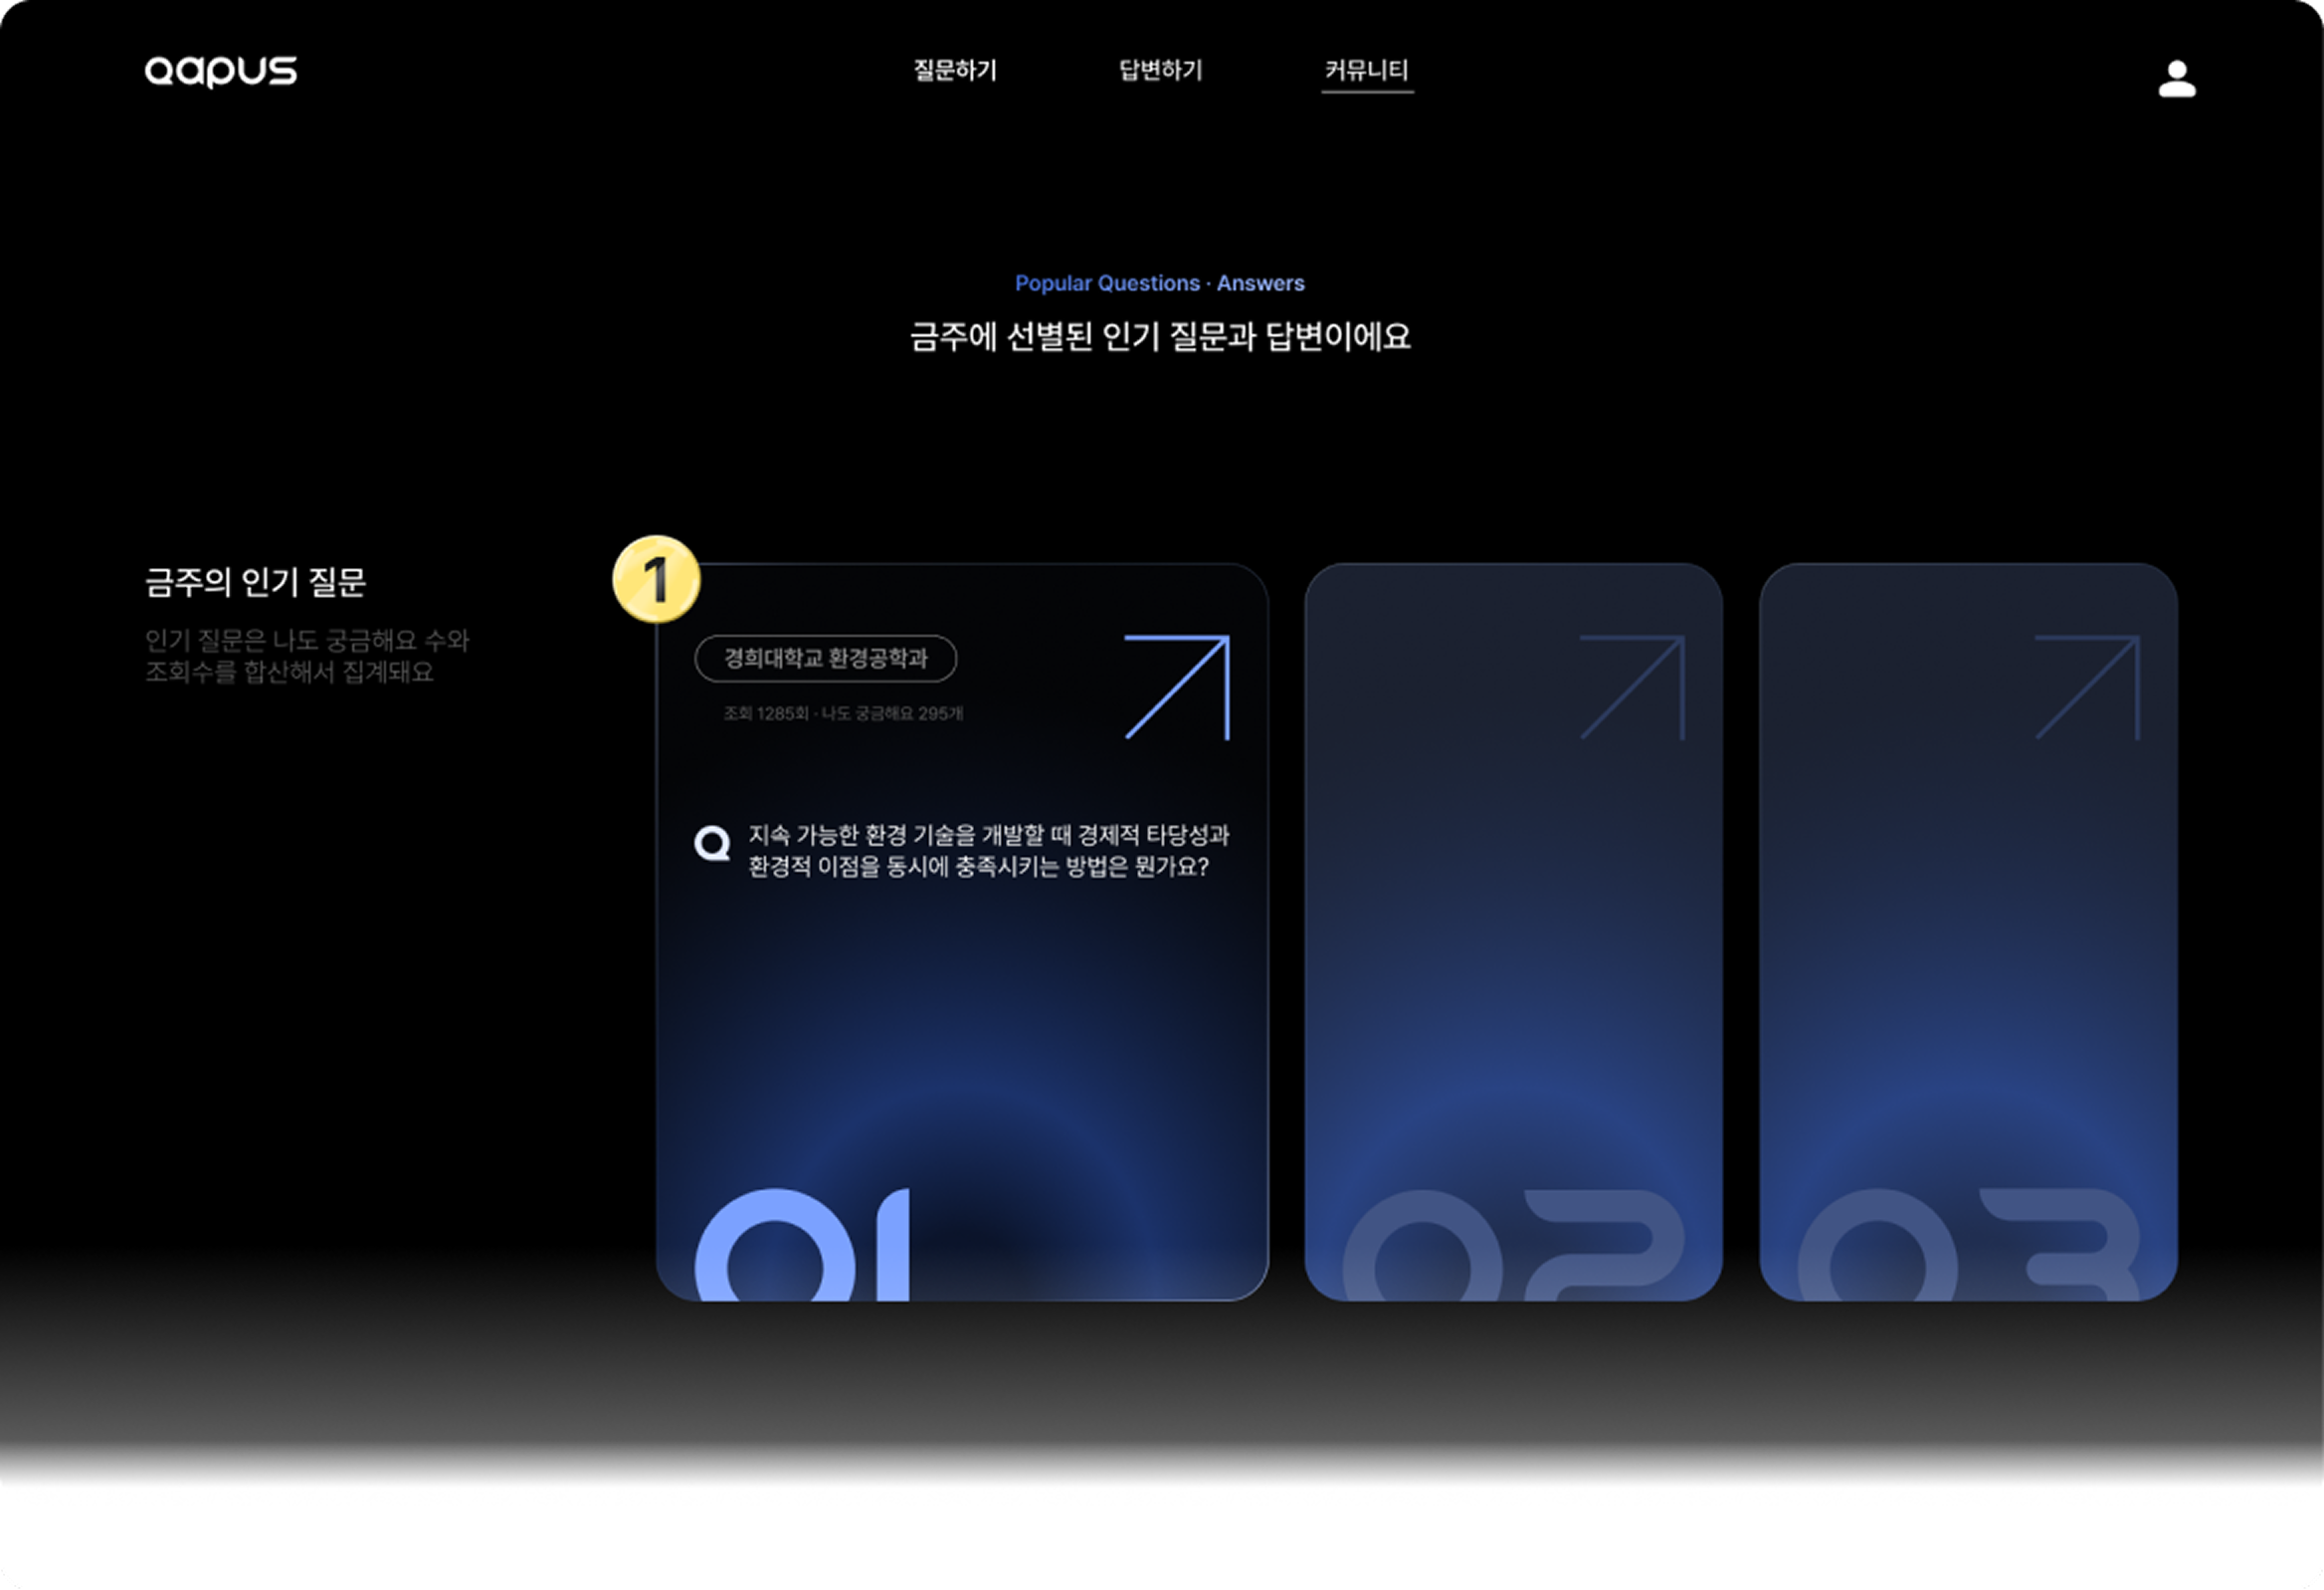 qapus
질문하기
답변하기
커뮤니티
Popular Questions · Answers
금주에 선별된 인기 질문과 답변이에요
금주의 인기 질문
인기 질문은 나도 궁금해요 수와
조회수를 합산해서 집계돼요
1
경희대학교 환경공학과
조회 1285회 · 나도 궁금해요 295개
Q
지속 가능한 환경 기술을 개발할 때 경제적 타당성과
환경적 이점을 동시에 충족시키는 방법은 뭔가요?
01
02
03